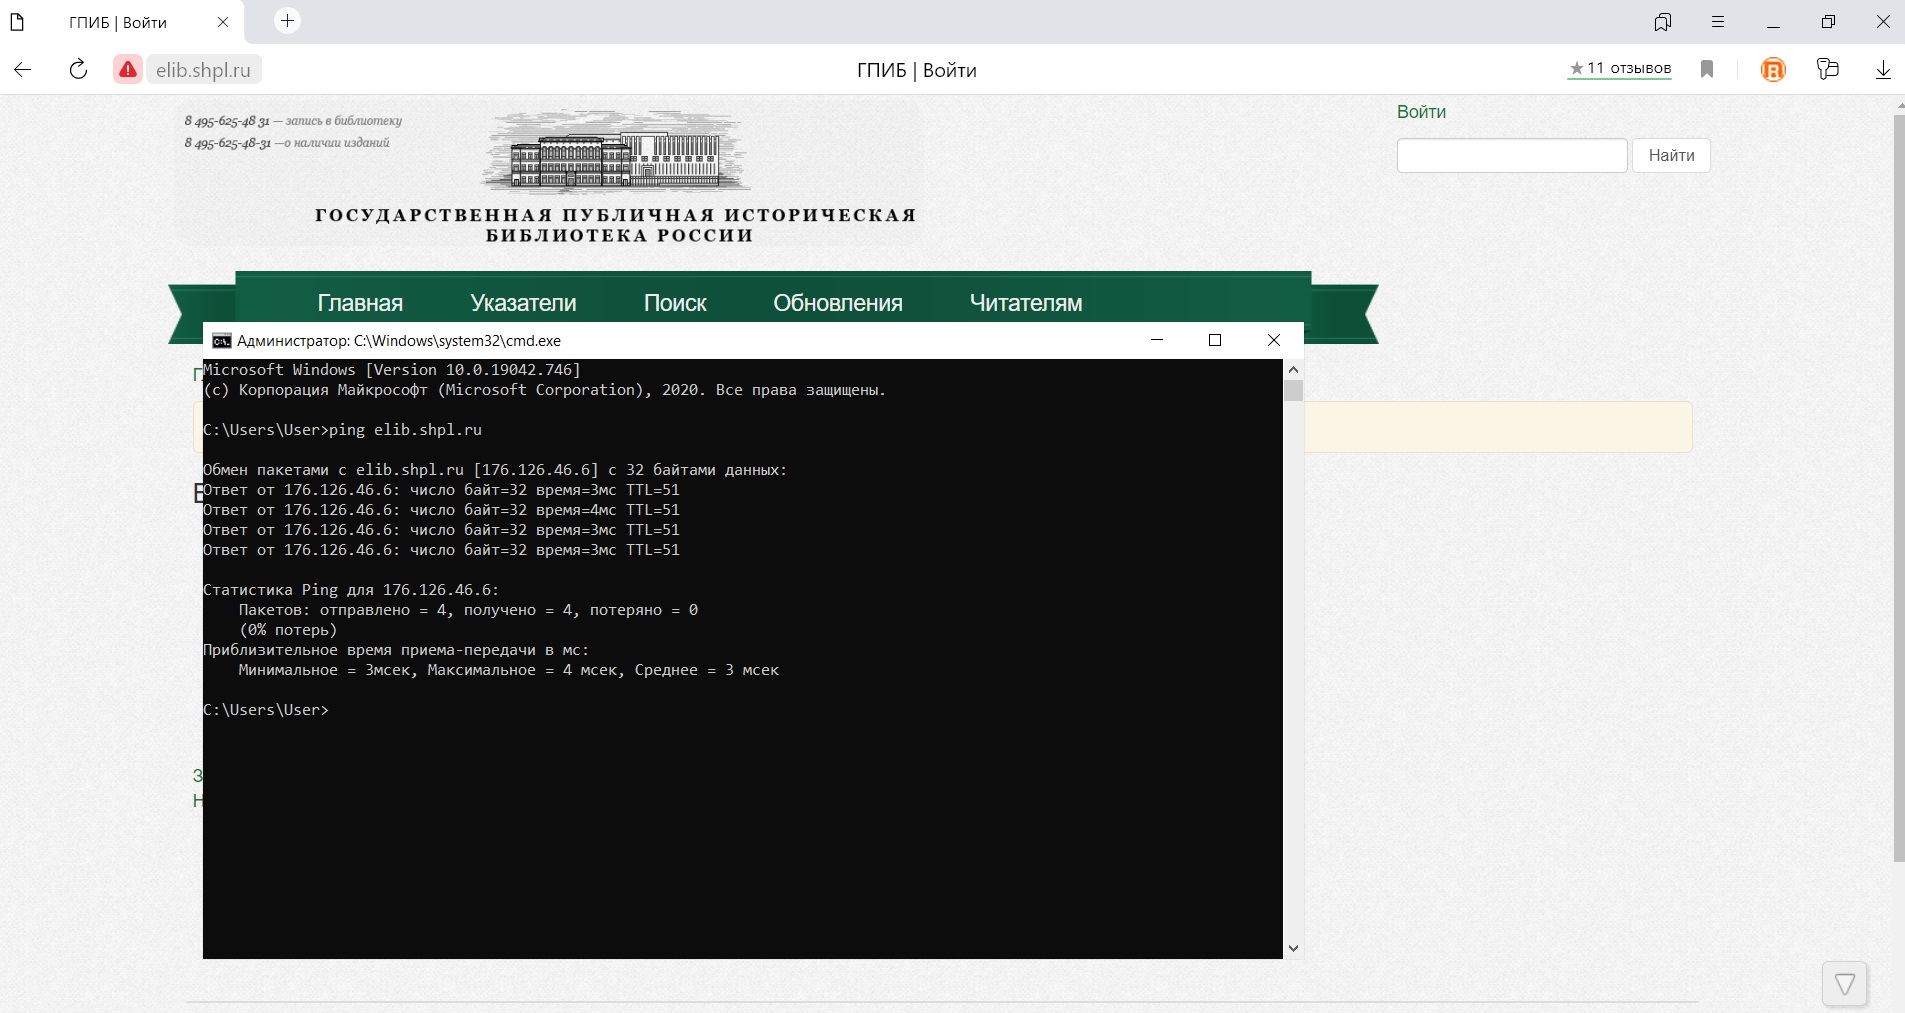 ГПИБ | Войти
elib.shpl.ru
ГПИБ | Войти
★11 отзывов
8 495-625-48 31 — запись в библиотеку
8 495-625-48-31 —о наличии изданий
ГОСУДАРСТВЕННАЯ ПУБЛИЧНАЯ ИСТОРИЧЕСКАЯ
БИБЛИОТЕКА РОССИИ
Войти
Найти
Главная Указатели Поиск Обновления Читателям
Администратор: C:\Windows\system32\cmd.exe
Microsoft Windows [Version 10.0.19042.746]
(c) Корпорация Майкрософт (Microsoft Corporation), 2020. Все права защищены.
C:\Users\User>ping elib.shpl.ru
Обмен пакетами с elib.shpl.ru [176.126.46.6] с 32 байтами данных:
Ответ от 176.126.46.6: число байт=32 время=3мс TTL=51
Ответ от 176.126.46.6: число байт=32 время=4мс TTL=51
Ответ от 176.126.46.6: число байт=32 время=3мс TTL=51
Ответ от 176.126.46.6: число байт=32 время=3мс TTL=51
Статистика Ping для 176.126.46.6:
Пакетов: отправлено = 4, получено = 4, потеряно = 0
(0% потерь)
Приблизительное время приема-передачи в мс:
Минимальное = 3мсек, Максимальное = 4 мсек, Среднее = 3 мсек
C:\Users\User>